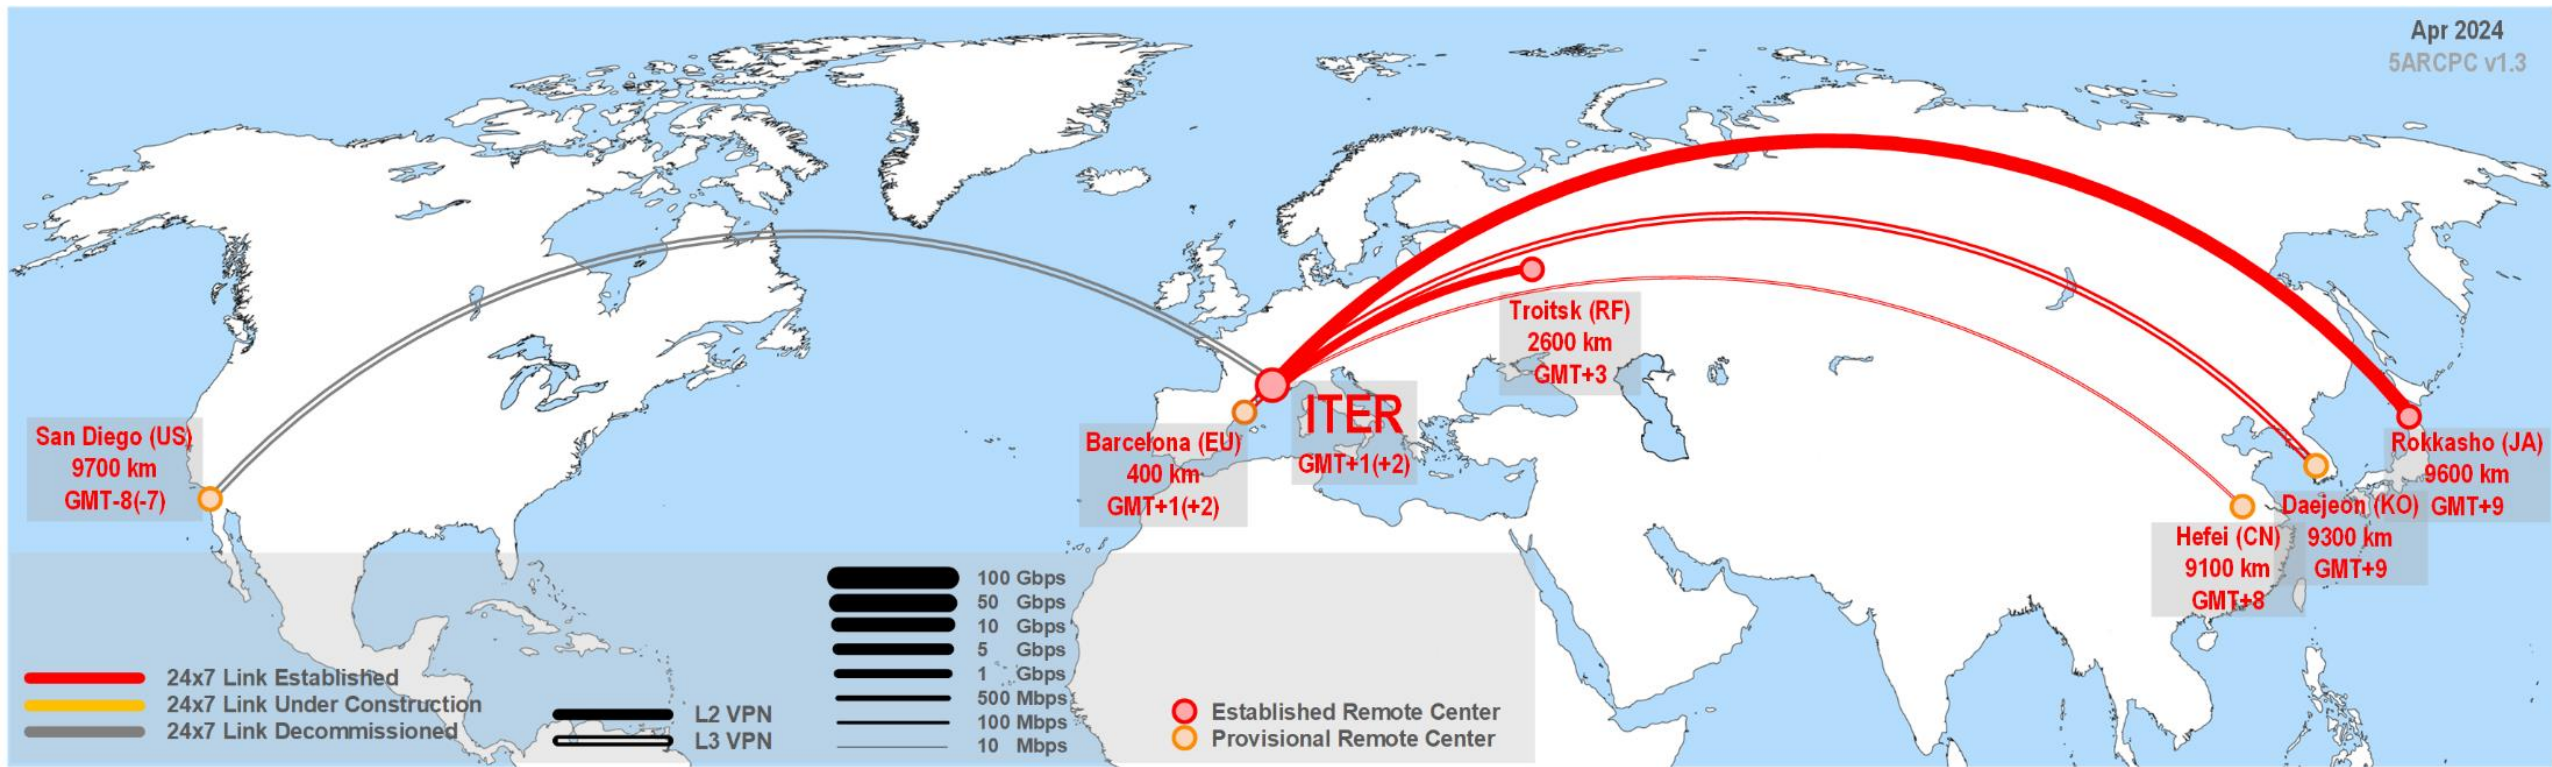 Apr 2024
5ARCPC v1.3
San Diego (US)
9700 km
GMT-8(-7)
Barcelona (EU)
400 km
GMT+1(+2)
ITER
GMT+1(+2)
Troitsk (RF)
2600 km
GMT+3
Rokkasho (JA)
9600 km
GMT+9
Daejeon (KO)
9300 km
GMT+9
Hefei (CN)
9100 km
GMT+8
24x7 Link Established
24x7 Link Under Construction
24x7 Link Decommissioned
L2 VPN
L3 VPN
100 Gbps
50 Gbps
10 Gbps
5 Gbps
1 Gbps
500 Mbps
100 Mbps
10 Mbps
Established Remote Center
Provisional Remote Center